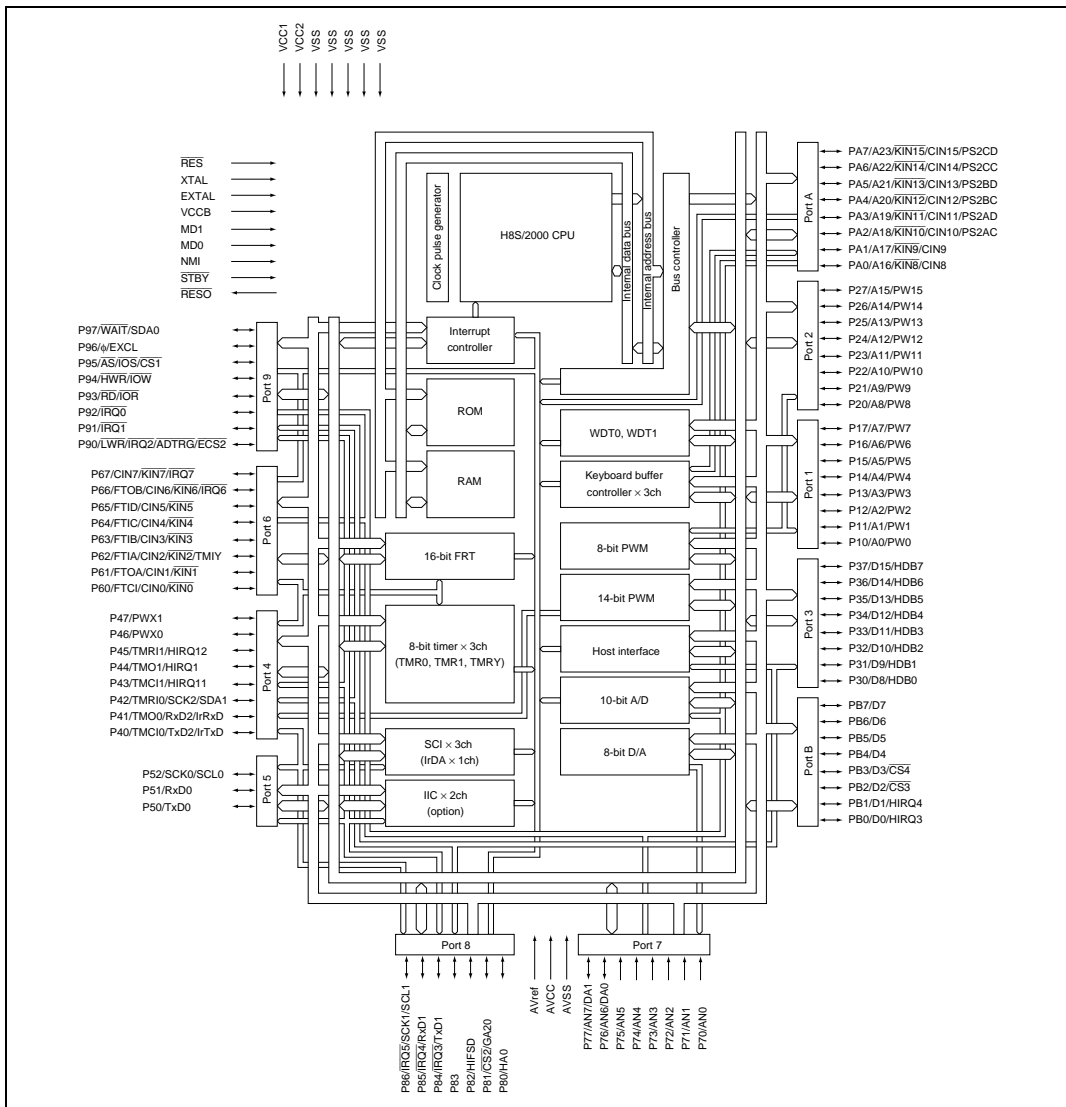 VCC1
VCC2
VSS
VSS
VSS
VSS
VSS
RES
XTAL
EXTAL
VCCB
MD1
MD0
NMI
STBY
RESO
Clock pulse generator
H8S/2000 CPU
Internal data bus
Internal address bus
Bus controller
Interrupt
controller
ROM
RAM
WDT0, WDT1
Keyboard buffer
controller × 3ch
16-bit FRT
8-bit PWM
14-bit PWM
8-bit timer × 3ch
(TMR0, TMR1, TMRY)
Host interface
10-bit A/D
SCI × 3ch
(IrDA × 1ch)
8-bit D/A
IIC × 2ch
(option)
P97/WAIT/SDA0
P96/ϕ/EXCL
P95/AS/IOS/CS1
P94/HWR/IOW
P93/RD/IOR
P92/IRQ0
P91/IRQ1
P90/LWR/IRQ2/ADTRG/ECS2
Port 9
P67/CIN7/KIN7/IRQ7
P66/FTOB/CIN6/KIN6/IRQ6
P65/FTID/CIN5/KIN5
P64/FTIC/CIN4/KIN4
P63/FTIB/CIN3/KIN3
P62/FTIA/CIN2/KIN2/TMIY
P61/FTOA/CIN1/KIN1
P60/FTCI/CIN0/KIN0
Port 6
P47/PWX1
P46/PWX0
P45/TMRI1/HIRQ12
P44/TMO1/HIRQ1
P43/TMCI1/HIRQ11
P42/TMRI0/SCK2/SDA1
P41/TMO0/RxD2/IrRxD
P40/TMCI0/TxD2/IrTxD
Port 4
P52/SCK0/SCL0
P51/RxD0
P50/TxD0
Port 5
Port A
PA7/A23/KIN15/CIN15/PS2CD
PA6/A22/KIN14/CIN14/PS2CC
PA5/A21/KIN13/CIN13/PS2BD
PA4/A20/KIN12/CIN12/PS2BC
PA3/A19/KIN11/CIN11/PS2AD
PA2/A18/KIN10/CIN10/PS2AC
PA1/A17/KIN9/CIN9
PA0/A16/KIN8/CIN8
Port 2
P27/A15/PW15
P26/A14/PW14
P25/A13/PW13
P24/A12/PW12
P23/A11/PW11
P22/A10/PW10
P21/A9/PW9
P20/A8/PW8
Port 1
P17/A7/PW7
P16/A6/PW6
P15/A5/PW5
P14/A4/PW4
P13/A3/PW3
P12/A2/PW2
P11/A1/PW1
P10/A0/PW0
Port 3
P37/D15/HDB7
P36/D14/HDB6
P35/D13/HDB5
P34/D12/HDB4
P33/D11/HDB3
P32/D10/HDB2
P31/D9/HDB1
P30/D8/HDB0
Port B
PB7/D7
PB6/D6
PB5/D5
PB4/D4
PB3/D3/CS4
PB2/D2/CS3
PB1/D1/HIRQ4
PB0/D0/HIRQ3
Port 8
P86/IRQ5/SCK1/SCL1
P85/IRQ4/RxD1
P84/IRQ3/TxD1
P83
P82/HIFSD
P81/CS2/GA20
P80/HA0
AVref
AVCC
AVSS
Port 7
P77/AN7/DA1
P76/AN6/DA0
P75/AN5
P74/AN4
P73/AN3
P72/AN2
P71/AN1
P70/AN0